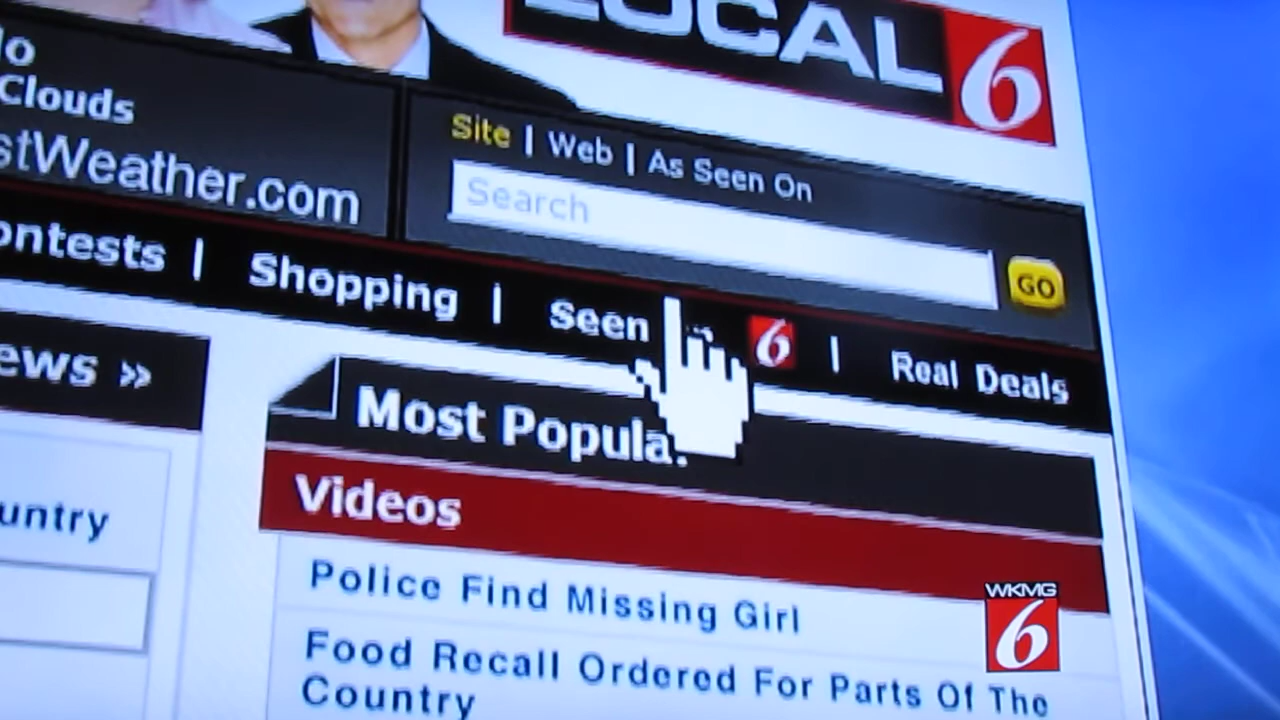 LOCAL 6
lo
Clouds
stWeather.com
Site | Web | As Seen On
Search
GO
ontests | Shopping | Seen 6 | Real Deals
ews »
Most Popula
Videos
untry
Police Find Missing Girl
Food Recall Ordered For Parts Of The
Country
WKMG
6